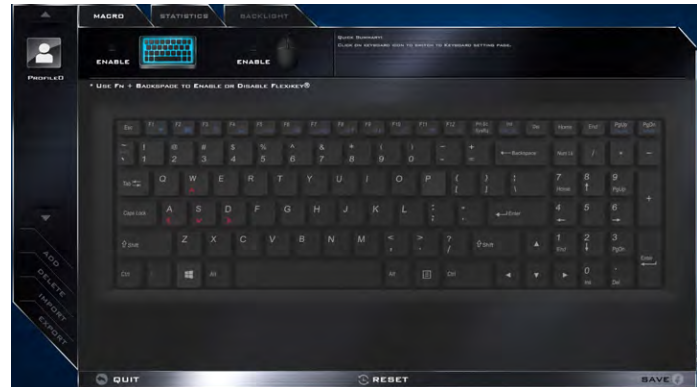 MACRO STATISTICS BACKLIGHT
QUICK SUMMARY:
CLICK ON KEYBOARD ICON TO SWITCH TO KEYBOARD SETTING PAGE.
ENABLE ENABLE
PROFILE0
* USE FN + BACKSPACE TO ENABLE OR DISABLE FLEXIKEY®
Esc F1 F2 F3 F4 F5 F6 F7 F8 F9 F10 F11 F12 Home End PgUp PgDn
~ ! @ # $ % ^ & * ( ) _ +
1 2 3 4 5 6 7 8 9 0 - = Backspace Num Lk / * -
Tab Q W E R T Y U I O P { } 7 8 9
[ ] \ Home PgUp
+
Caps Lock A S D F G H J K L : Enter 4 5 6
;
Shift Z X C V B N M < > ? Shift 1 2 3
, . / End PgDn
Enter
Ctrl Alt Alt Ctrl 0 .
Ins Del
ADD
DELETE
IMPORT
EXPORT
QUIT RESET SAVE